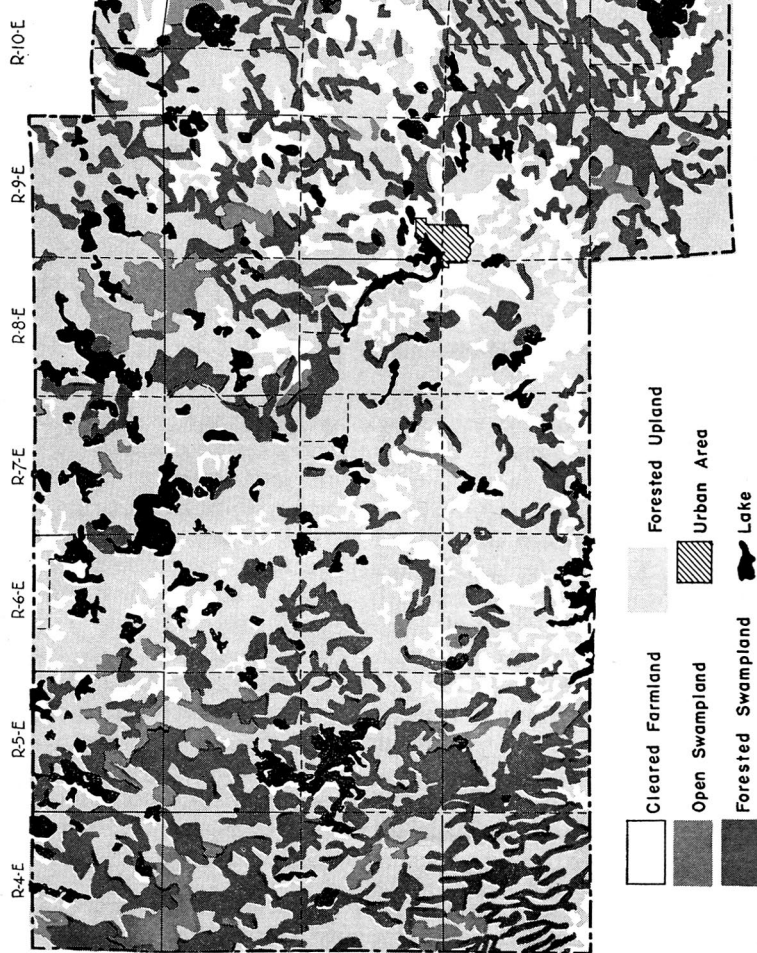 R-4-E
R-5-E
R-6-E
R-7-E
R-8-E
R-9-E
R-10-E
Cleared Farmland
Open Swampland
Forested Swampland
Forested Upland
Urban Area
Lake